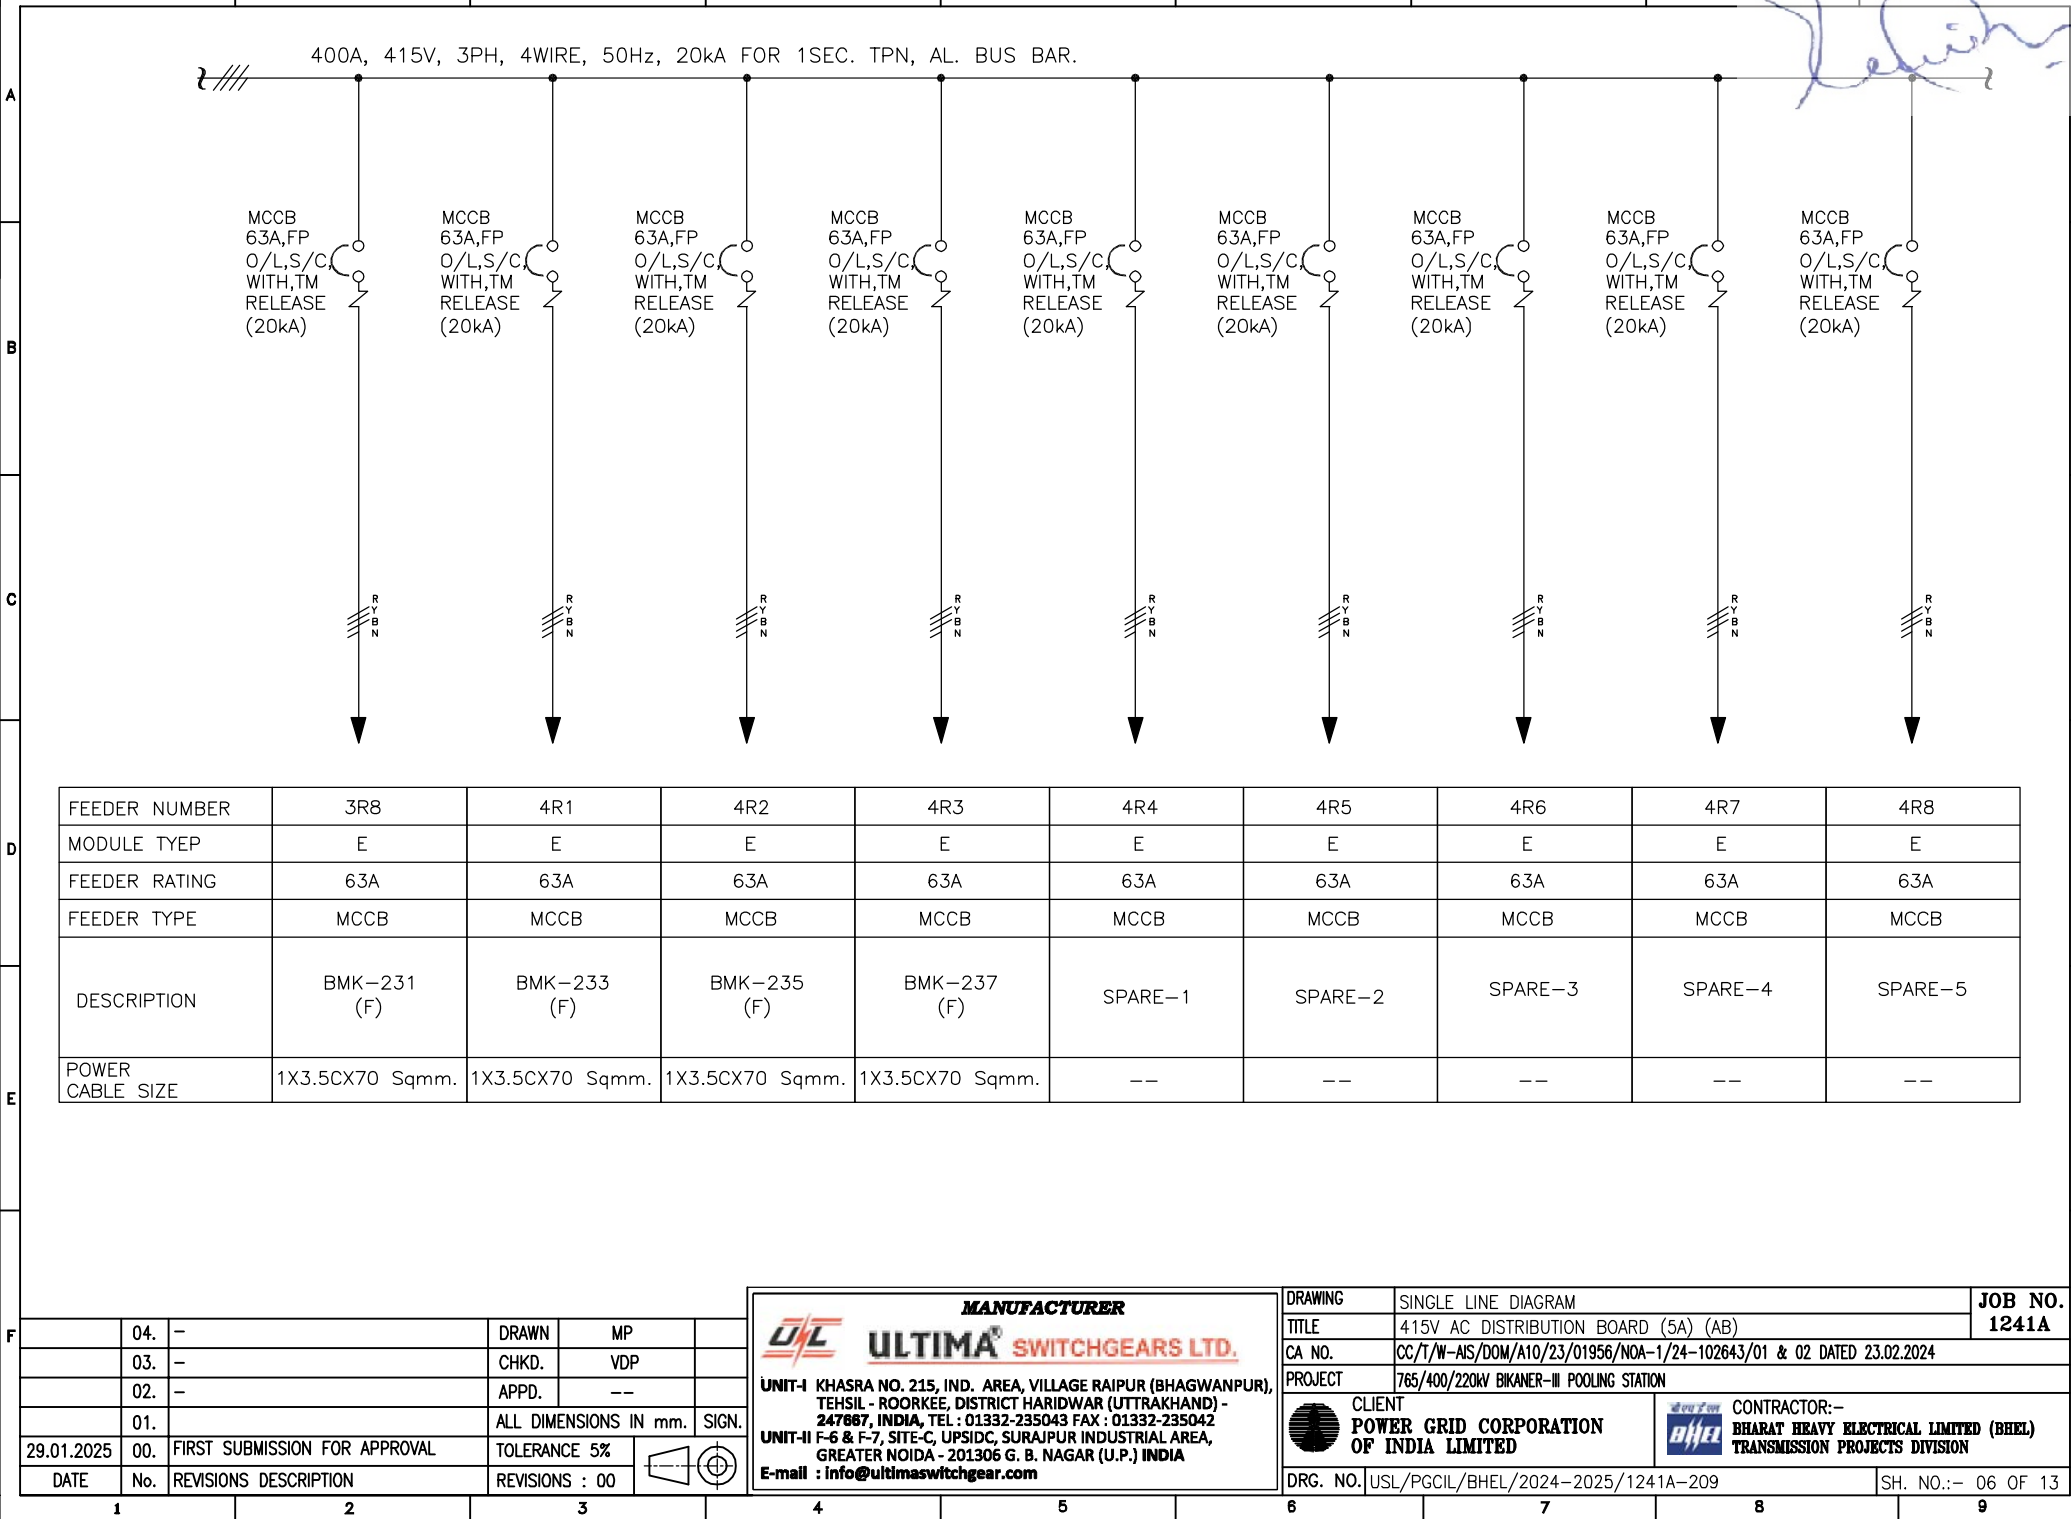 400A, 415V, 3PH, 4WIRE, 50Hz, 20kA FOR 1SEC. TPN, AL. BUS BAR.
A
MCCB MCCB MCCB MCCB MCCB MCCB MCCB MCCB MCCB
63A,FP 63A,FP 63A,FP 63A,FP 63A,FP 63A,FP 63A,FP 63A,FP 63A,FP
O/L,S/C, O/L,S/C, O/L,S/C, O/L,S/C, O/L,S/C, O/L,S/C, O/L,S/C, O/L,S/C, O/L,S/C,
WITH,TM WITH,TM WITH,TM WITH,TM WITH,TM WITH,TM WITH,TM WITH,TM WITH,TM
RELEASE RELEASE RELEASE RELEASE RELEASE RELEASE RELEASE RELEASE RELEASE
(20kA) (20kA) (20kA) (20kA) (20kA) (20kA) (20kA) (20kA) (20kA)
B
C
R R R R R R R R R
Y Y Y Y Y Y Y Y Y
B B B B B B B B B
N N N N N N N N N
FEEDER NUMBER 3R8 4R1 4R2 4R3 4R4 4R5 4R6 4R7 4R8
D
MODULE TYEP E E E E E E E E E
FEEDER RATING 63A 63A 63A 63A 63A 63A 63A 63A 63A
FEEDER TYPE MCCB MCCB MCCB MCCB MCCB MCCB MCCB MCCB MCCB
DESCRIPTION BMK-231 BMK-233 BMK-235 BMK-237 SPARE-1 SPARE-2 SPARE-3 SPARE-4 SPARE-5
(F) (F) (F) (F)
POWER
CABLE SIZE 1X3.5CX70 Sqmm. 1X3.5CX70 Sqmm. 1X3.5CX70 Sqmm. 1X3.5CX70 Sqmm. -- -- -- -- --
E
F
04. - DRAWN MP
03. - CHKD. VDP
02. - APPD. --
01. ALL DIMENSIONS IN mm. SIGN.
29.01.2025 00. FIRST SUBMISSION FOR APPROVAL TOLERANCE 5%
DATE No. REVISIONS DESCRIPTION REVISIONS : 00
MANUFACTURER
USL ULTIMA® SWITCHGEARS LTD.
UNIT-I KHASRA NO. 215, IND. AREA, VILLAGE RAIPUR (BHAGWANPUR),
TEHSIL - ROORKEE, DISTRICT HARIDWAR (UTTRAKHAND) -
247667, INDIA, TEL : 01332-235043 FAX : 01332-235042
UNIT-II F-6 & F-7, SITE-C, UPSIDC, SURAJPUR INDUSTRIAL AREA,
GREATER NOIDA - 201306 G. B. NAGAR (U.P.) INDIA
E-mail : info@ultimaswitchgear.com
DRAWING SINGLE LINE DIAGRAM
TITLE 415V AC DISTRIBUTION BOARD (5A) (AB)
JOB NO.
1241A
CA NO. CC/T/W-AIS/DOM/A10/23/01956/NOA-1/24-102643/01 & 02 DATED 23.02.2024
PROJECT 765/400/220kV BIKANER-III POOLING STATION
CLIENT
POWER GRID CORPORATION
OF INDIA LIMITED
बी एच ई एल
BHEL
CONTRACTOR:-
BHARAT HEAVY ELECTRICAL LIMITED (BHEL)
TRANSMISSION PROJECTS DIVISION
DRG. NO. USL/PGCIL/BHEL/2024-2025/1241A-209 SH. NO.:- 06 OF 13
1 2 3 4 5 6 7 8 9